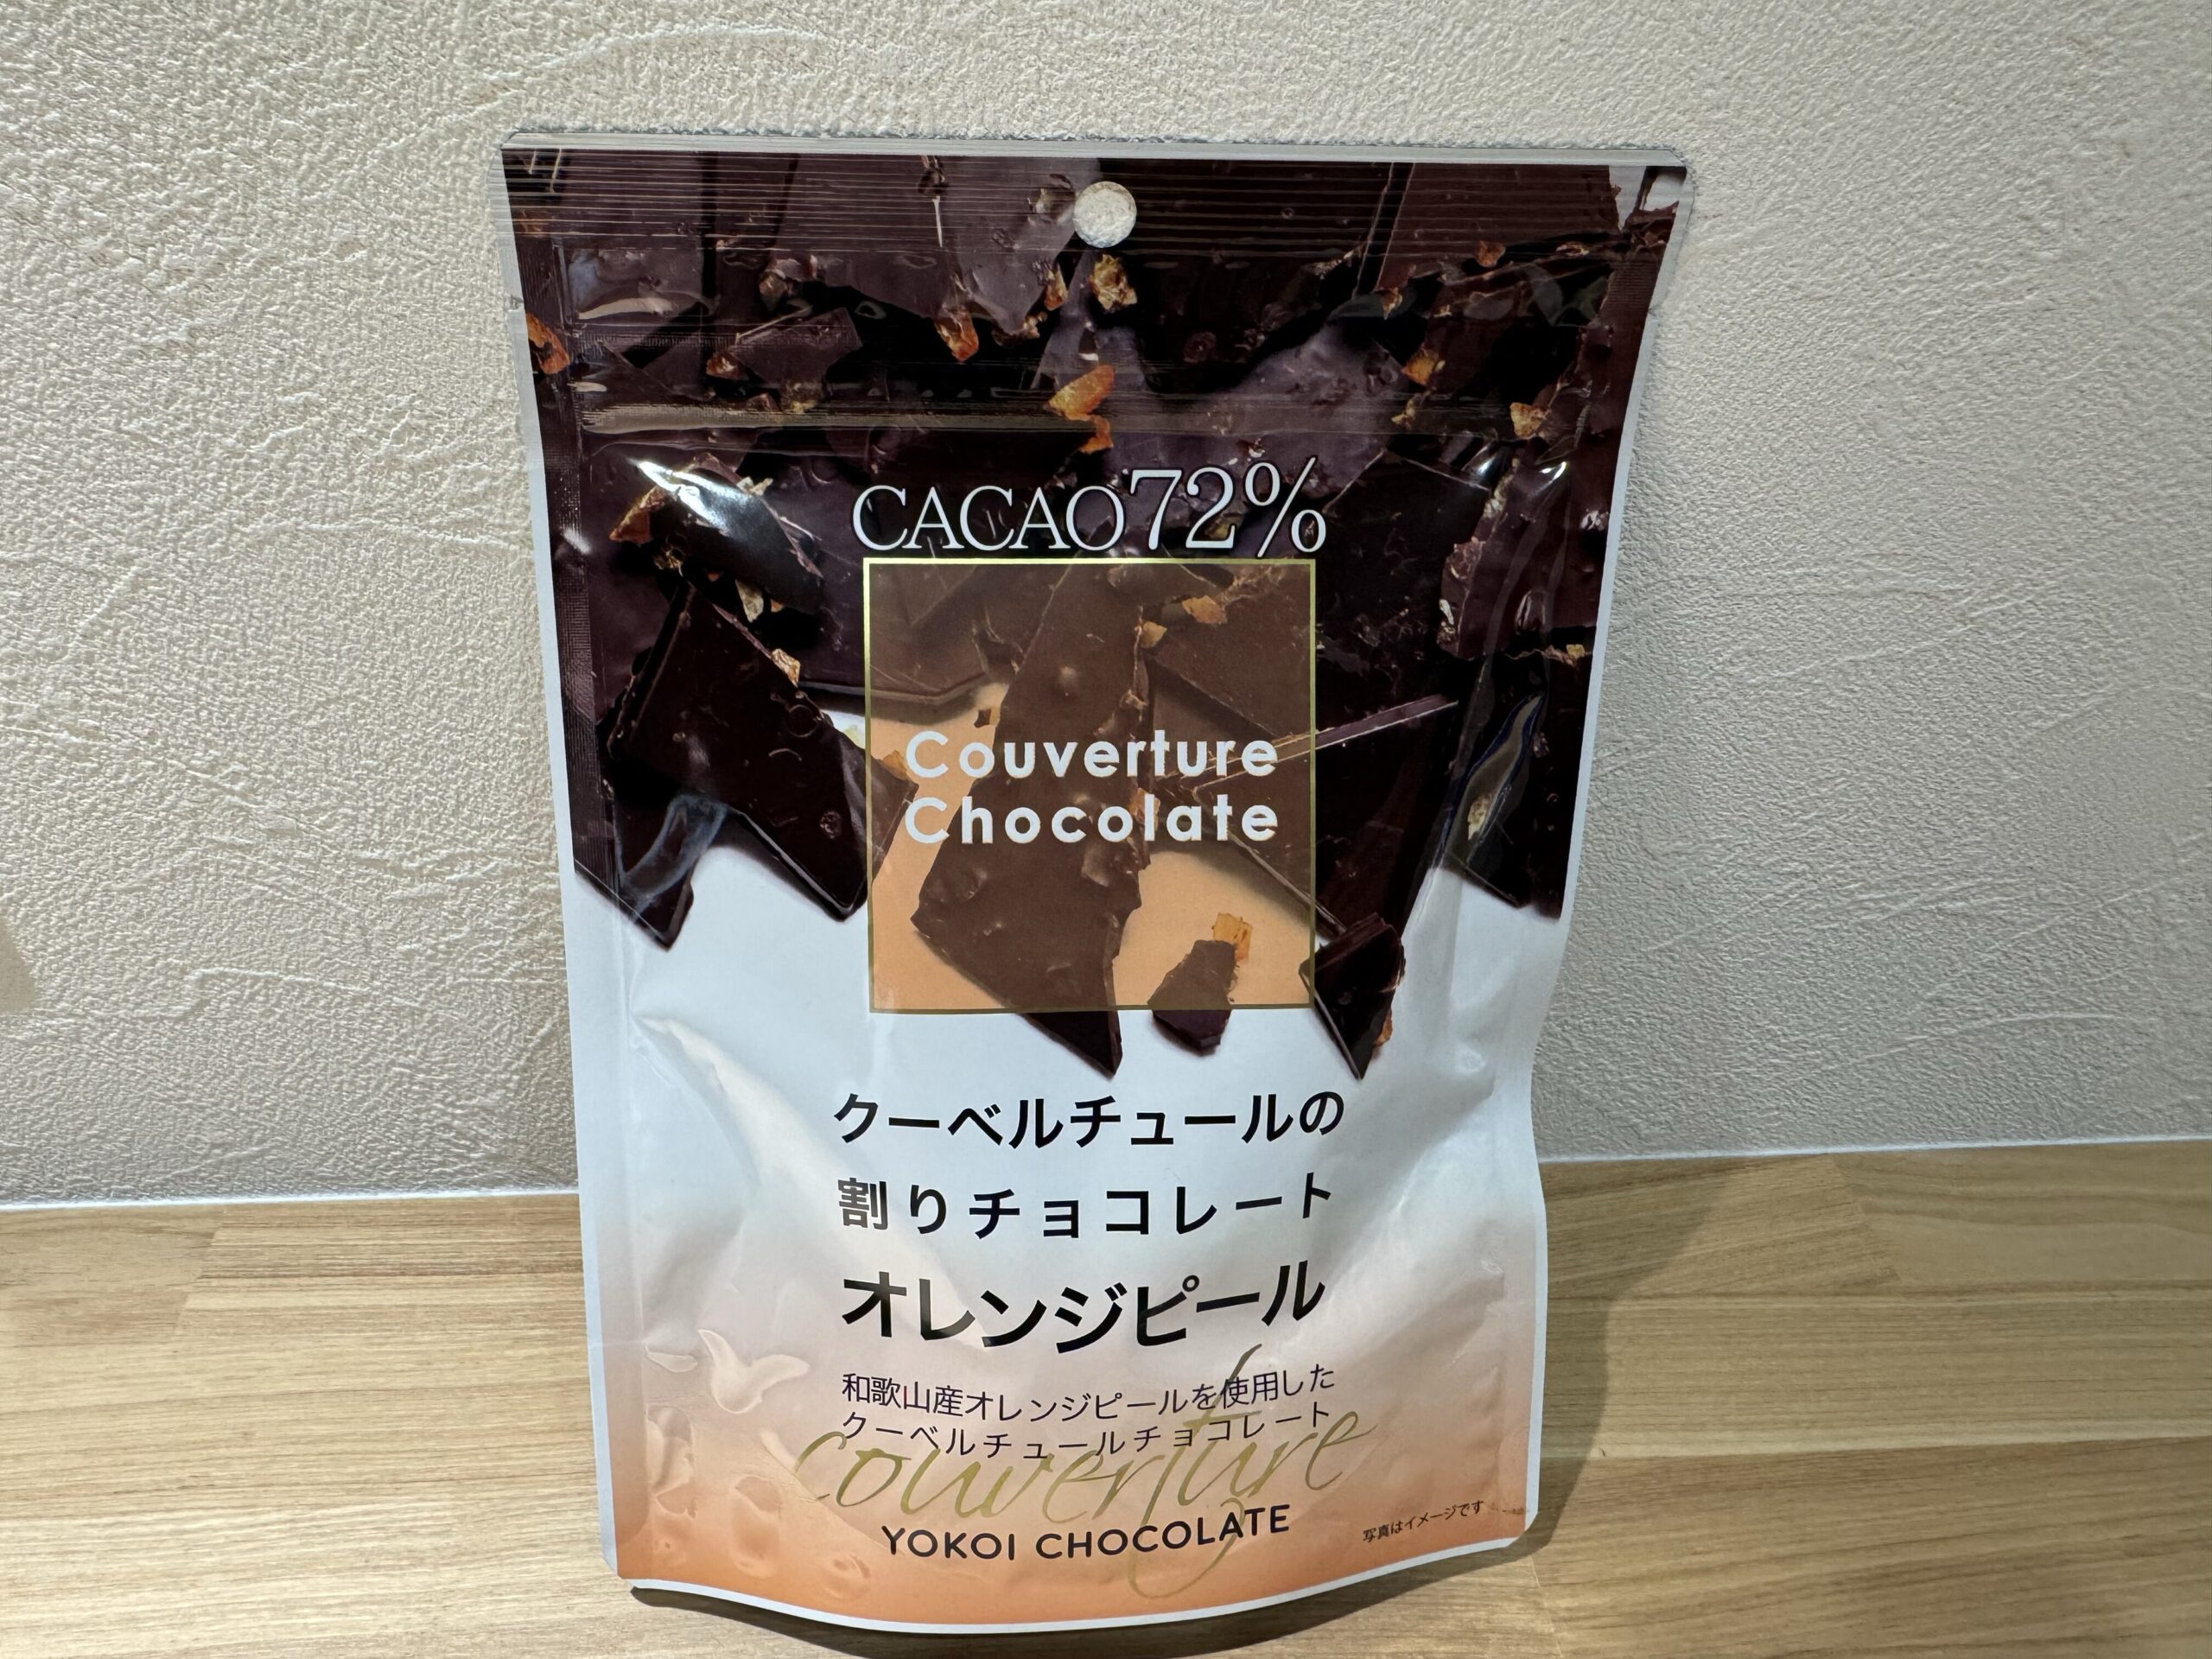 CACAO72%
Couverture
Chocolate
クーベルチュールの
割りチョコレート
オレンジピール
和歌山産オレンジピールを使用した
クーベルチュールチョコレート
couverture
YOKOI CHOCOLATE
写真はイメージです